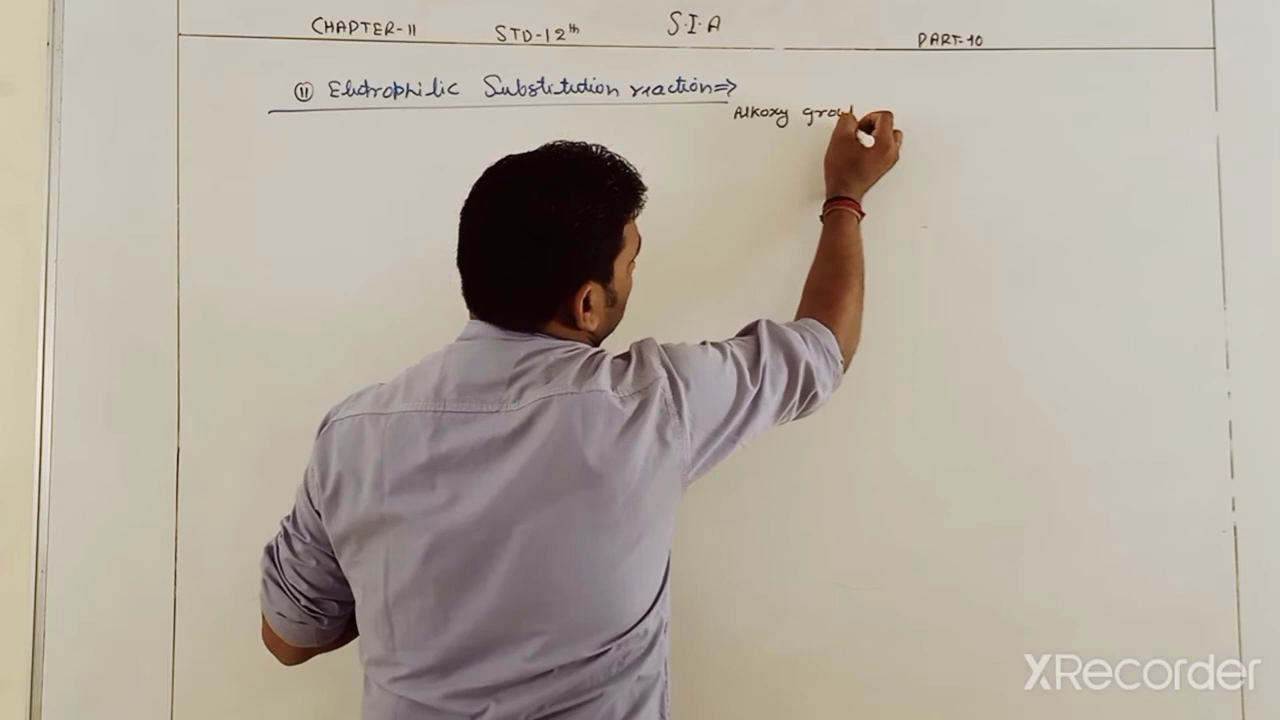 CHAPTER-11 STD-12th S.I.A PART-10
(11) Electrophilic Substitution reaction=>
Alkoxy grou
XRecorder